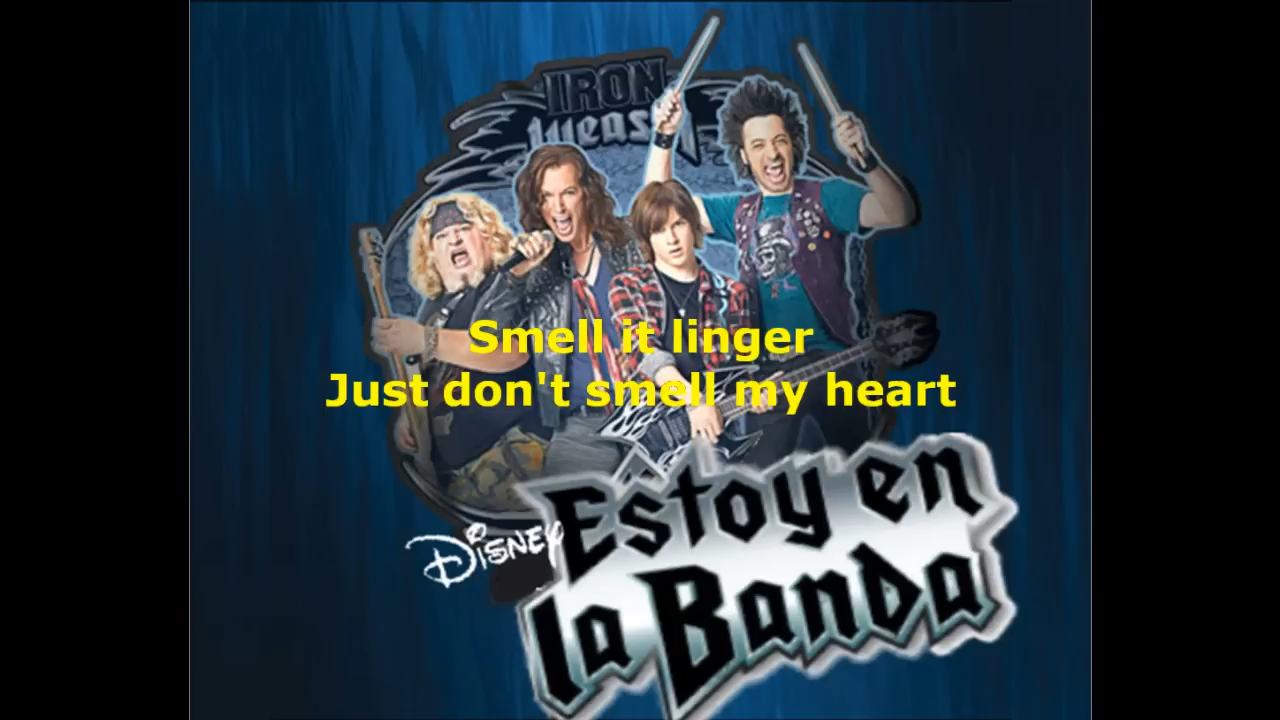 IRON
Weasel
Smell it linger
Just don't smell my heart
Disney
Estoy en
la Banda